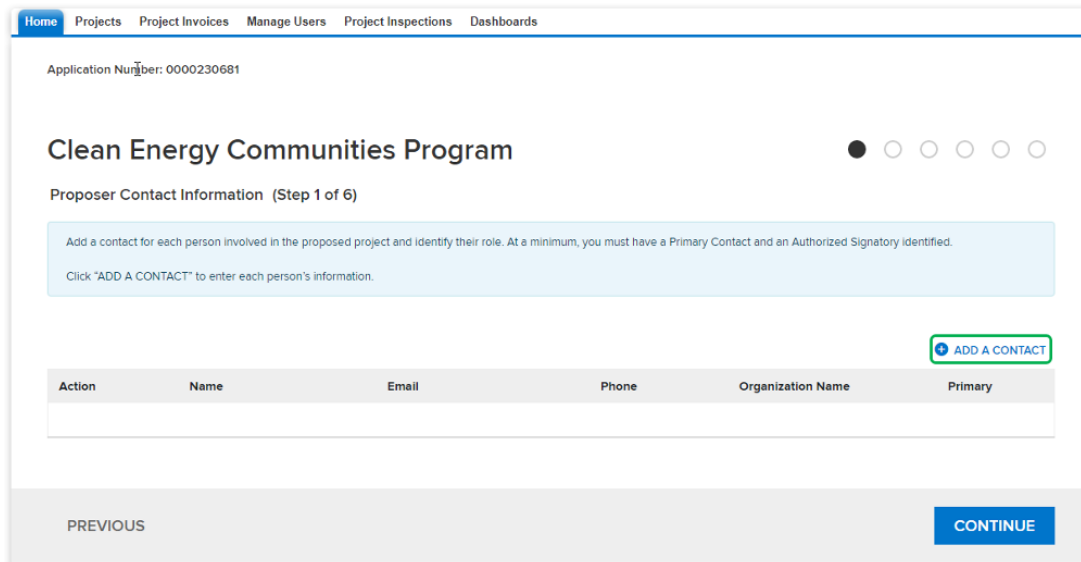 Home Projects Project Invoices Manage Users Project Inspections Dashboards
Application Number: 0000230681
Clean Energy Communities Program
Proposer Contact Information (Step 1 of 6)
Add a contact for each person involved in the proposed project and identify their role. At a minimum, you must have a Primary Contact and an Authorized Signatory identified.
Click "ADD A CONTACT" to enter each person's information.
ADD A CONTACT
Action Name Email Phone Organization Name Primary
PREVIOUS CONTINUE